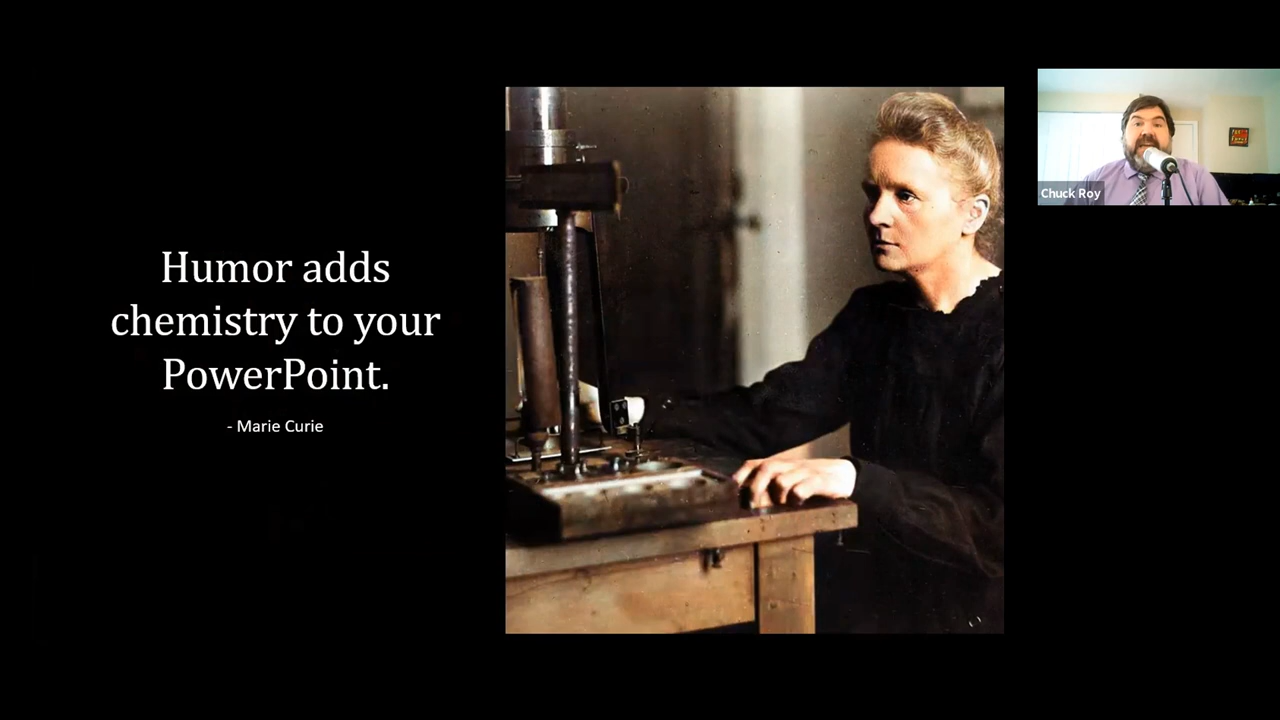 Humor adds
chemistry to your
PowerPoint.
- Marie Curie
Chuck Roy